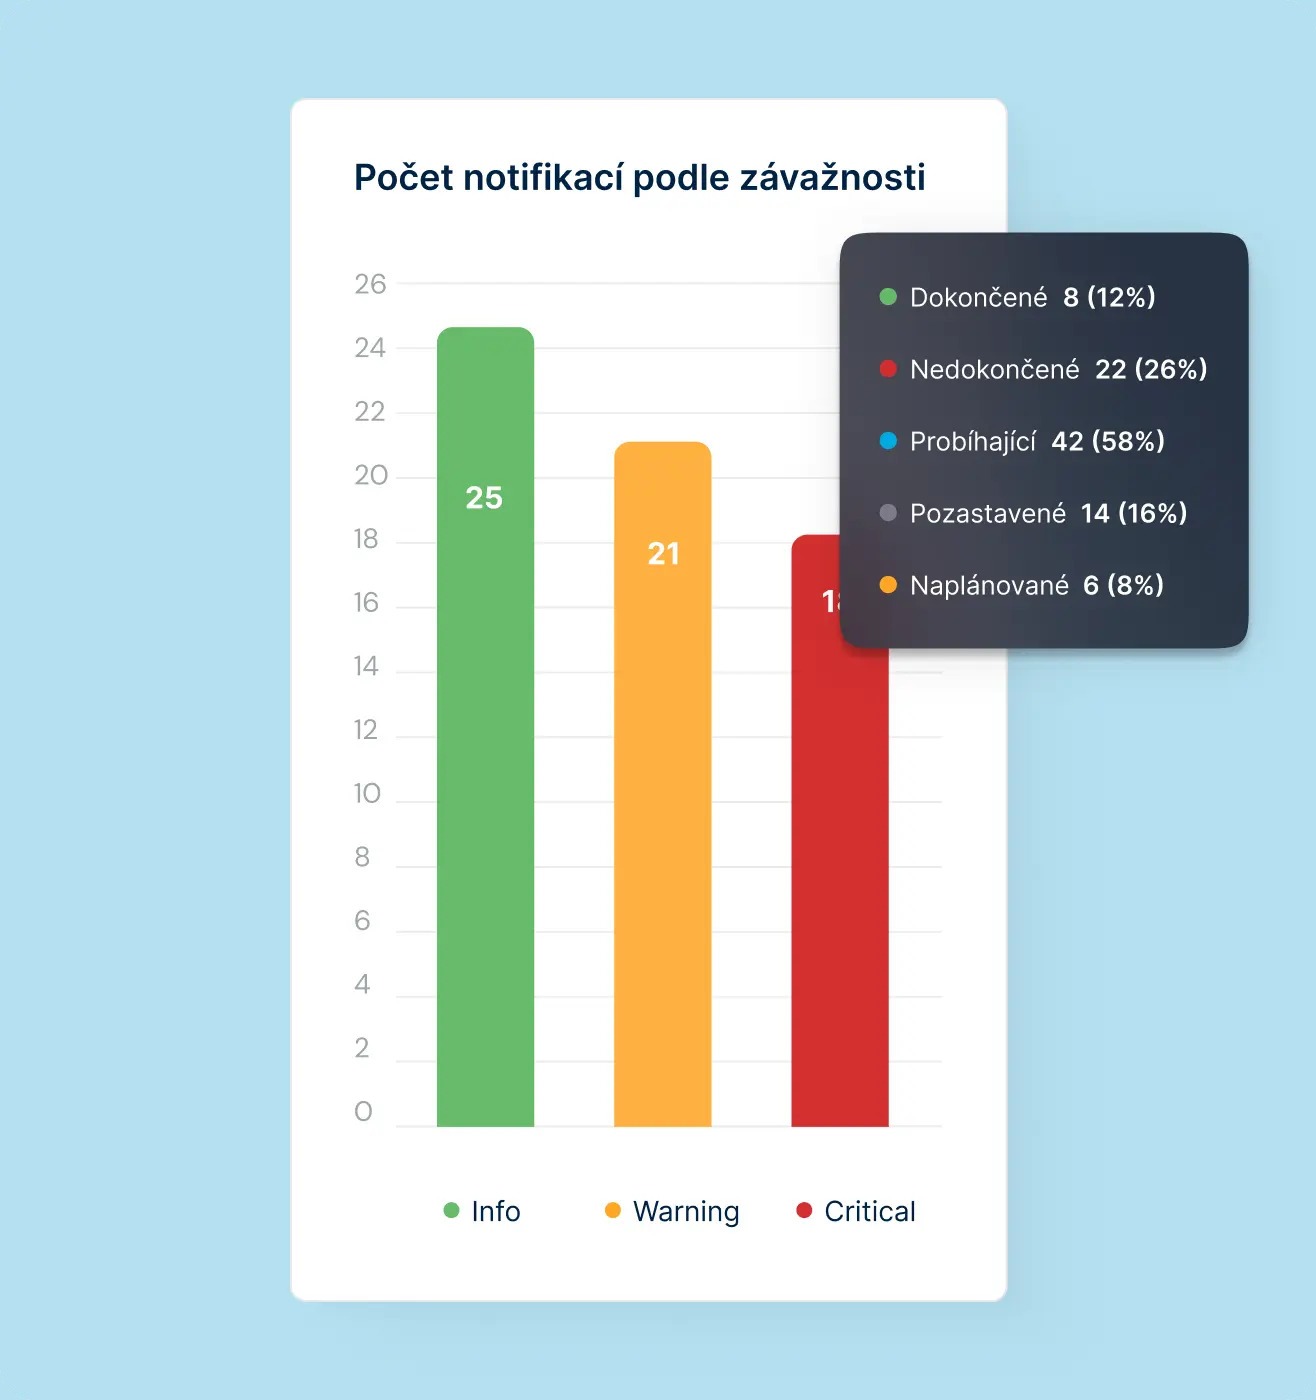 Počet notifikací podle závažnosti
26
24
22
20
18
16
14
12
10
8
6
4
2
0
25
21
Dokončené 8 (12%)
Nedokončené 22 (26%)
Probíhající 42 (58%)
Pozastavené 14 (16%)
Naplánované 6 (8%)
Info
Warning
Critical